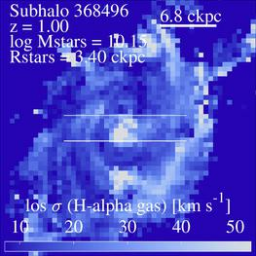 Subhalo 368496
6.8 ckpc
z = 1.00
log Mstars = 10.15
Rstars = 3.40 ckpc
los σ (H-alpha gas) [km s⁻¹]
10 20 30 40 50